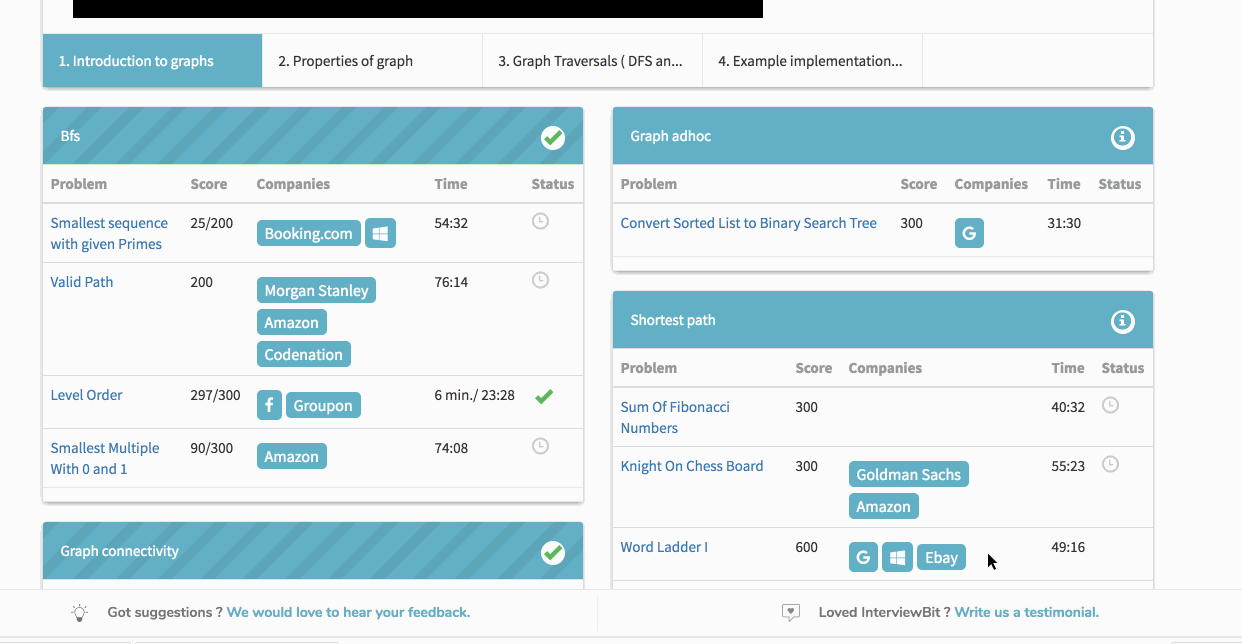 1. Introduction to graphs
2. Properties of graph
3. Graph Traversals ( DFS an...
4. Example implementation...
Bfs
Problem Score Companies Time Status
Smallest sequence 25/200 Booking.com 54:32
with given Primes
Valid Path 200 Morgan Stanley 76:14
Amazon
Codenation
Level Order 297/300 f Groupon 6 min./ 23:28
Smallest Multiple 90/300 Amazon 74:08
With 0 and 1
Graph connectivity
Graph adhoc
Problem Score Companies Time Status
Convert Sorted List to Binary Search Tree 300 G 31:30
Shortest path
Problem Score Companies Time Status
Sum Of Fibonacci 300 40:32
Numbers
Knight On Chess Board 300 Goldman Sachs 55:23
Amazon
Word Ladder I 600 G Ebay 49:16
Got suggestions ? We would love to hear your feedback.
Loved InterviewBit ? Write us a testimonial.